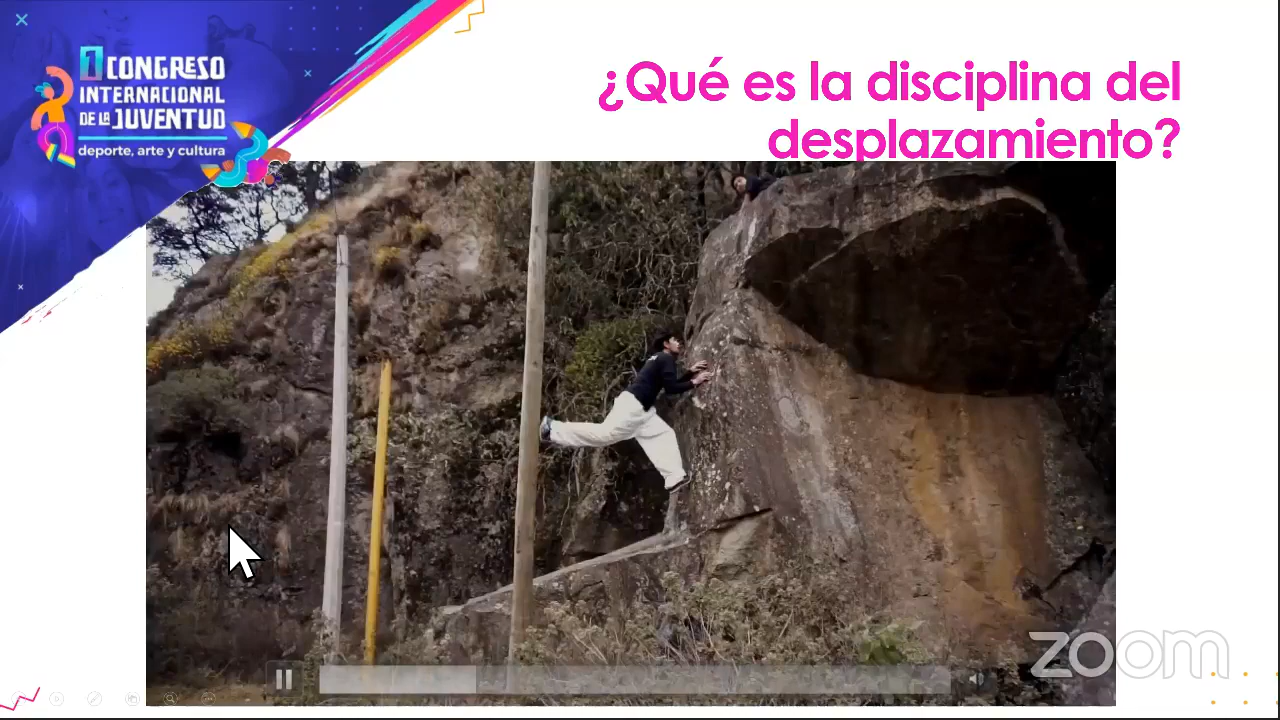 1 CONGRESO
INTERNACIONAL
DE LA JUVENTUD
deporte, arte y cultura
¿Qué es la disciplina del
desplazamiento?
zoom